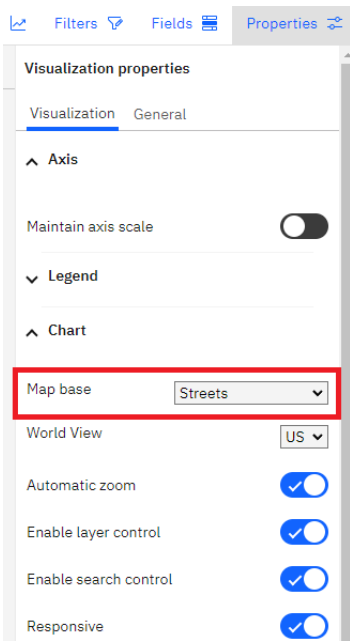 Filters Fields Properties
Visualization properties
Visualization General
Axis
Maintain axis scale
Legend
Chart
Map base Streets
World View US
Automatic zoom
Enable layer control
Enable search control
Responsive